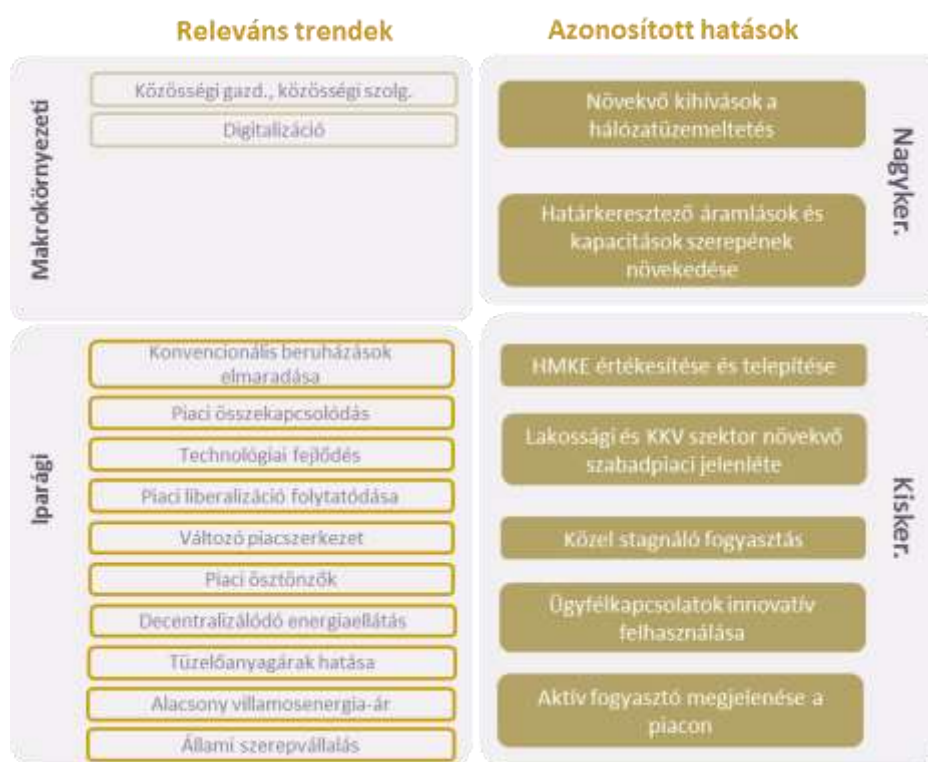 Releváns trendek
Azonosított hatások
Makrokörnyezeti
Közösségi gazd., közösségi szolg.
Digitalizáció
Növekvő kihívások a
hálózatüzemeltetés
Határkeresztező áramlások és
kapacitások szerepének
növekedése
Nagyker.
Iparági
Konvencionális beruházások
elmaradása
Piaci összekapcsolódás
Technológiai fejlődés
Piaci liberalizáció folytatódása
Változó piacszerkezet
Piaci ösztönzők
Decentralizálódó energiaellátás
Tüzelőanyagárak hatása
Alacsony villamosenergia-ár
Állami szerepvállalás
HMKE értékesítése és telepítése
Lakossági és KKV szektor növekvő
szabadpiaci jelenléte
Közel stagnáló fogyasztás
Ügyfélkapcsolatok innovatív
felhasználása
Aktív fogyasztó megjelenése a
piacon
Kisker.